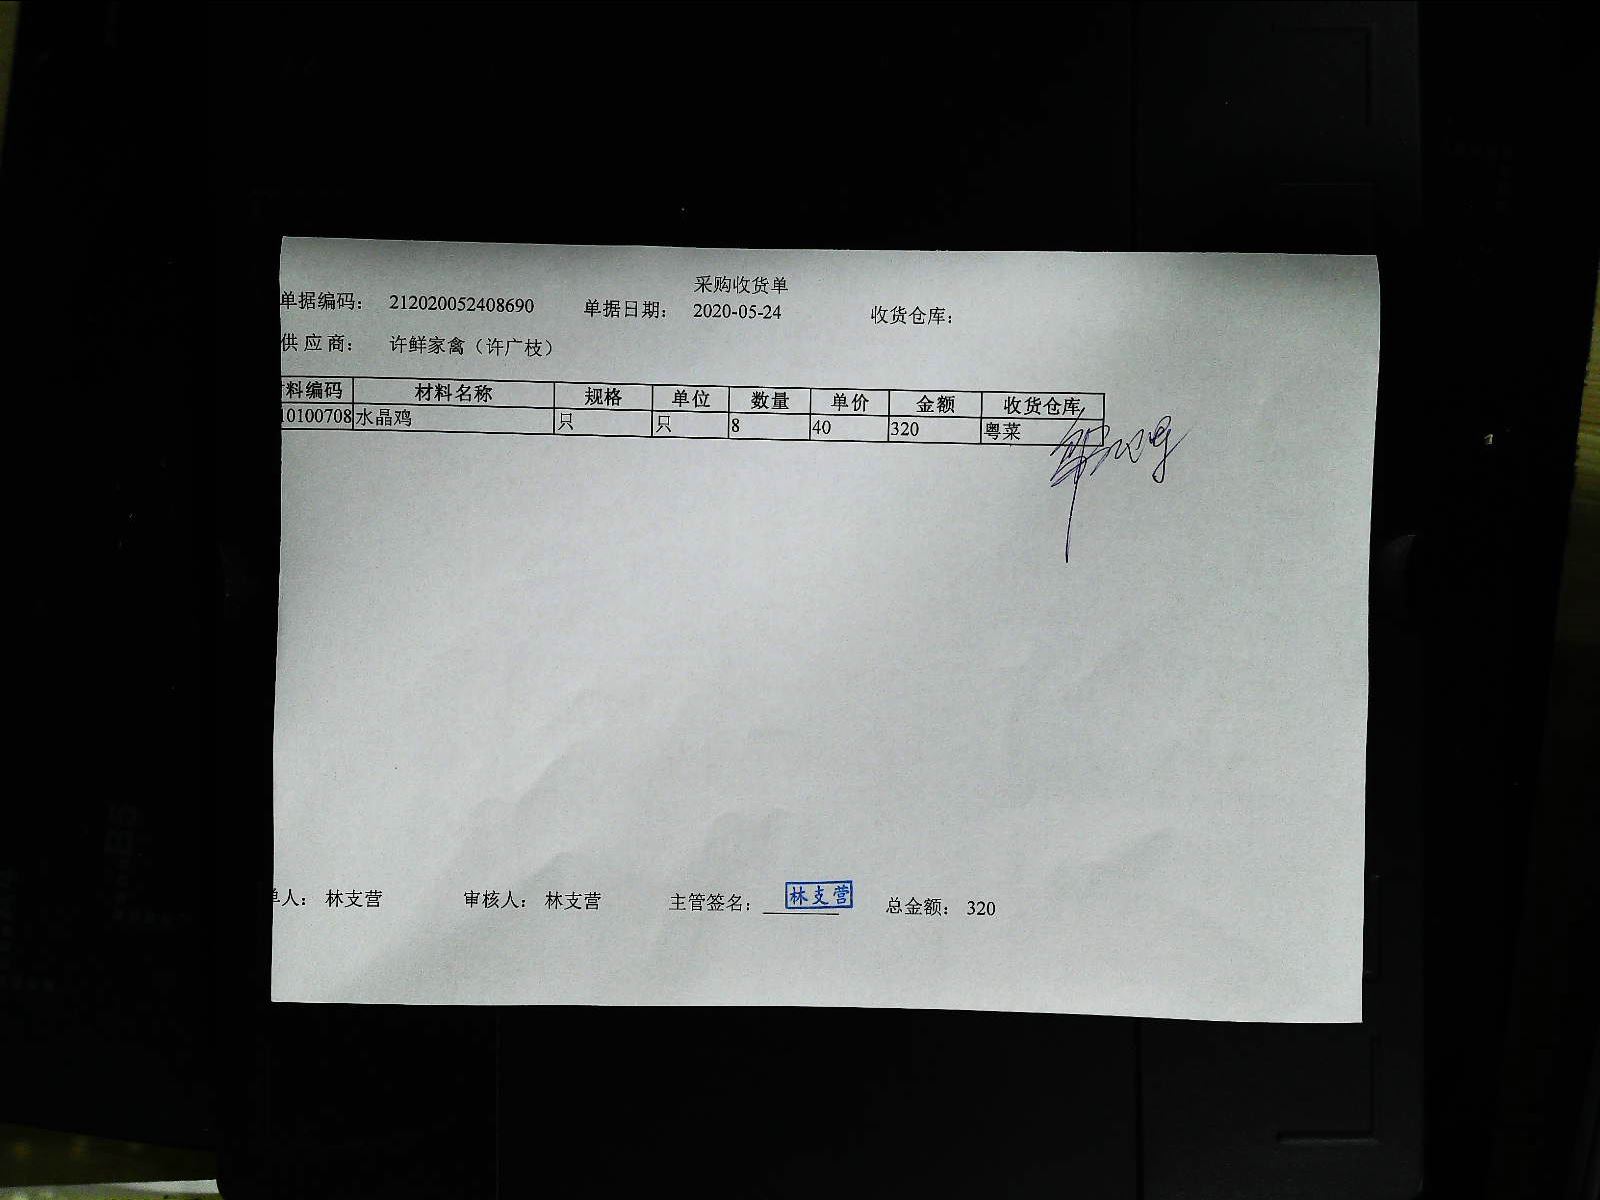 采购收货单
单据编码： 212020052408690 单据日期： 2020-05-24 收货仓库：
供应商： 许鲜家禽（许广枝）
料编码 材料名称 规格 单位 数量 单价 金额 收货仓库
10100708 水晶鸡 只 只 8 40 320 粤菜
单人： 林支营 审核人： 林支营 主管签名： 林支营 总金额： 320